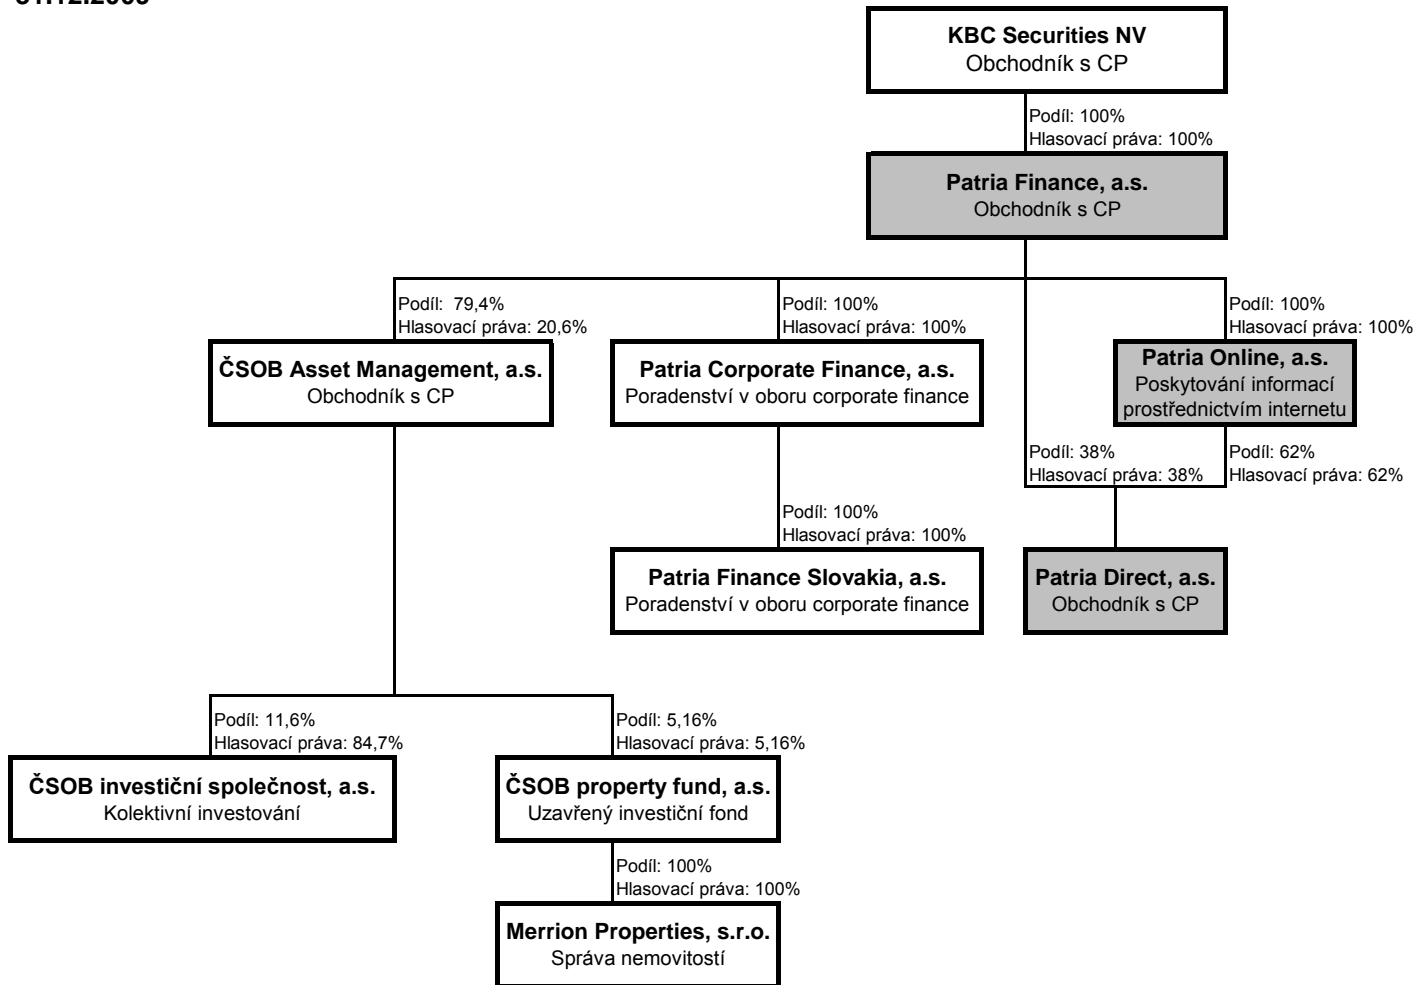 KBC Securities NV
Obchodník s CP
Podíl: 100%
Hlasovací práva: 100%
Patria Finance, a.s.
Obchodník s CP
Podíl: 79,4%
Hlasovací práva: 20,6%
Podíl: 100%
Hlasovací práva: 100%
Podíl: 100%
Hlasovací práva: 100%
ČSOB Asset Management, a.s.
Obchodník s CP
Patria Corporate Finance, a.s.
Poradenství v oboru corporate finance
Patria Online, a.s.
Poskytování informací
prostřednictvím internetu
Podíl: 38%
Hlasovací práva: 38%
Podíl: 62%
Hlasovací práva: 62%
Podíl: 100%
Hlasovací práva: 100%
Patria Finance Slovakia, a.s.
Poradenství v oboru corporate finance
Patria Direct, a.s.
Obchodník s CP
Podíl: 11,6%
Hlasovací práva: 84,7%
Podíl: 5,16%
Hlasovací práva: 5,16%
ČSOB investiční společnost, a.s.
Kolektivní investování
ČSOB property fund, a.s.
Uzavřený investiční fond
Podíl: 100%
Hlasovací práva: 100%
Merrion Properties, s.r.o.
Správa nemovitostí